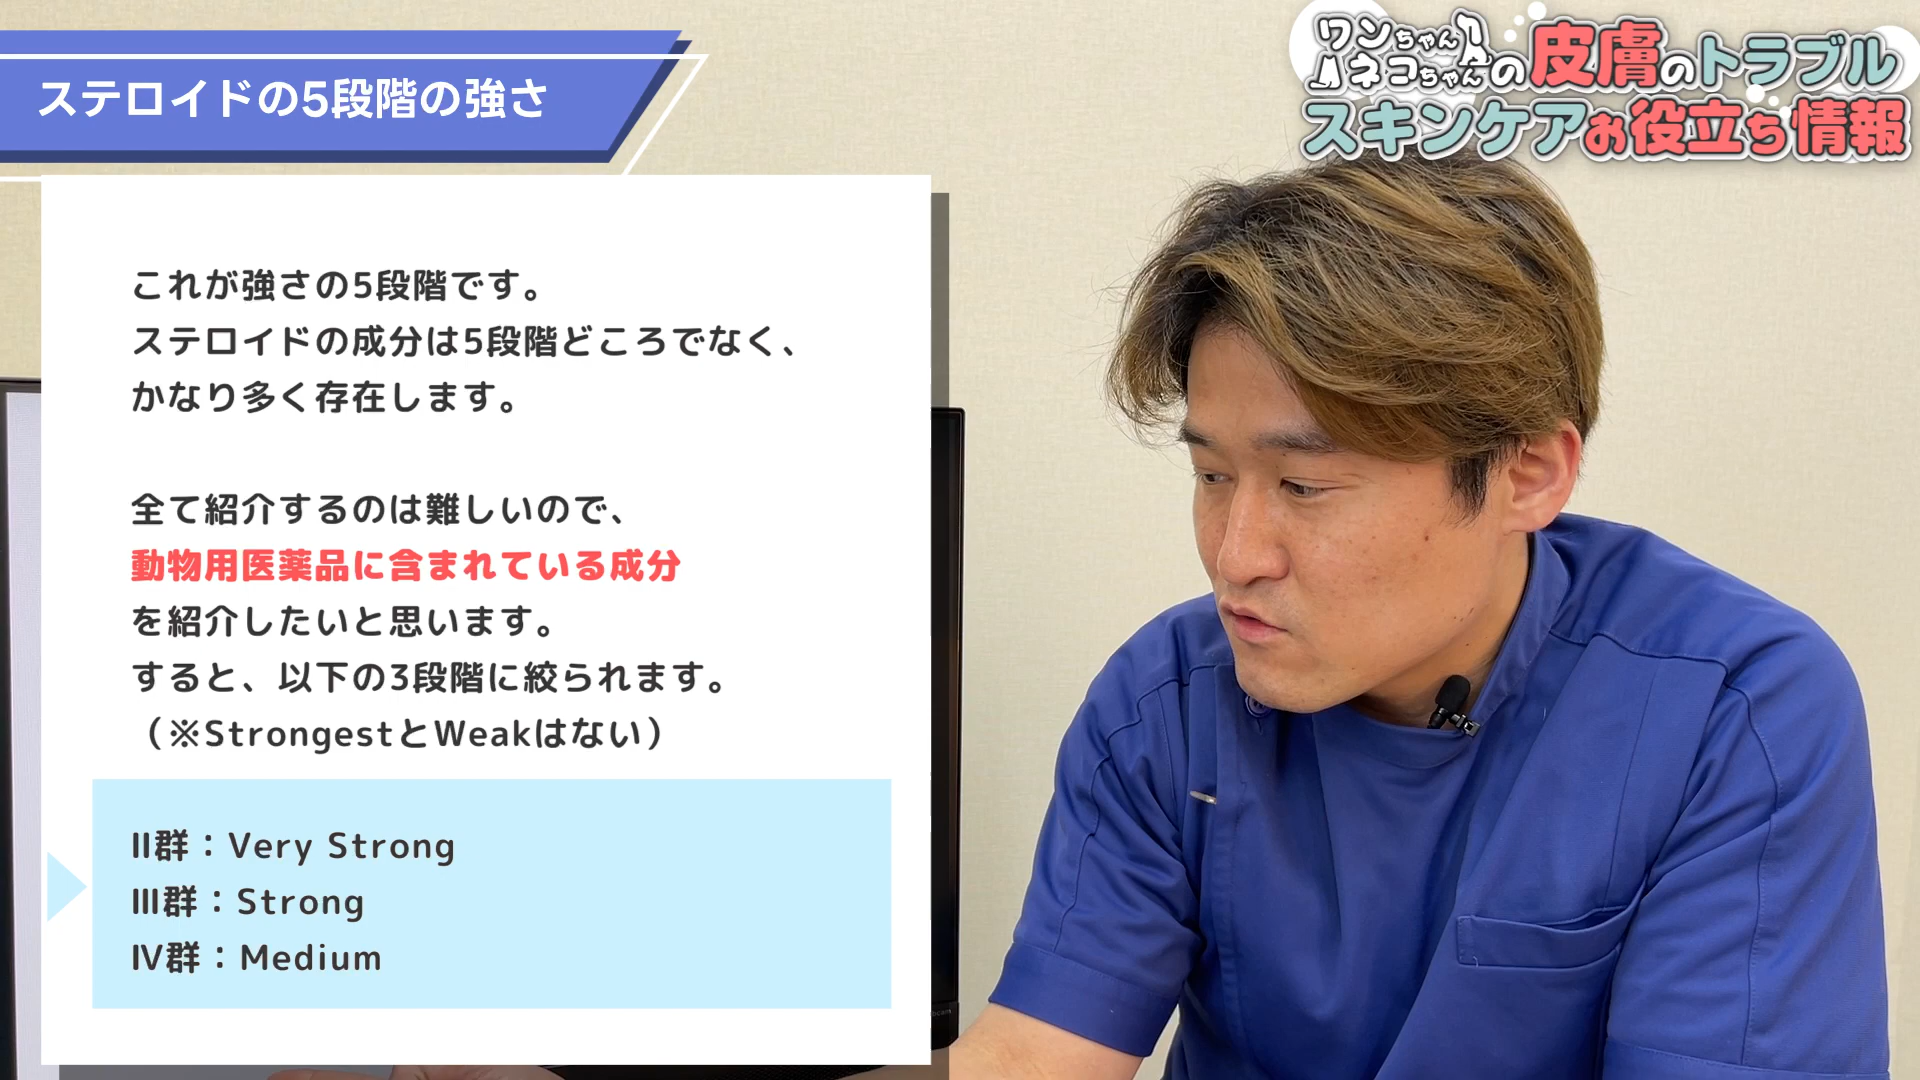 ステロイドの5段階の強さ
ワンちゃん
ネコちゃんの皮膚のトラブル
スキンケアお役立ち情報
これが強さの5段階です。
ステロイドの成分は5段階どころでなく、
かなり多く存在します。
全て紹介するのは難しいので、
動物用医薬品に含まれている成分
を紹介したいと思います。
すると、以下の3段階に絞られます。
（※StrongestとWeakはない）
Ⅱ群：Very Strong
Ⅲ群：Strong
Ⅳ群：Medium